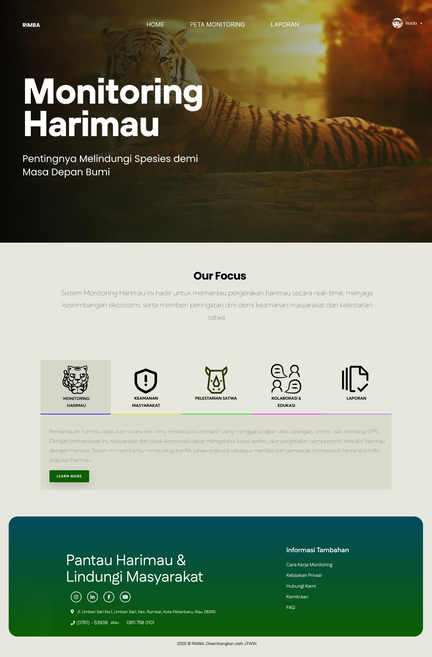 RIMBA
HOME PETA MONITORING LAPORAN
Nada
Monitoring
Harimau
Pentingnya Melindungi Spesies demi
Masa Depan Bumi
Our Focus
Sistem Monitoring Harimau ini hadir untuk memantau pergerakan harimau secara real-time, menjaga
keseimbangan ekosistem, serta memberi peringatan dini demi keamanan masyarakat dan kelestarian
satwa.
MONITORING
HARIMAU
KEAMANAN
MASYARAKAT
PELESTARIAN SATWA
KOLABORASI &
EDUKASI
LAPORAN
Pemantauan harimau dilakukan secara real-time melalui peta interaktif yang menggabungkan data lapangan, sensor, dan teknologi GPS.
Dengan pemantauan ini, masyarakat dan pihak konservasi dapat mengetahui lokasi terkini, jalur pergerakan, serta potensi interaksi harimau
dengan manusia. Sistem ini membantu mengurangi konflik satwa-manusia sekaligus memberikan gambaran menyeluruh tentang kondisi
populasi harimau.
LEARN MORE
Pantau Harimau &
Lindungi Masyarakat
Jl. Umban Sari No.1, Umban Sari, Kec. Rumbai, Kota Pekanbaru, Riau 28265
(0761) - 53939 atau 0811 758 0101
Informasi Tambahan
Cara Kerja Monitoring
Kebijakan Privasi
Hubungi Kami
Kemitraan
FAQ
2025 © RIMBA. Dikembangkan oleh JTWIN